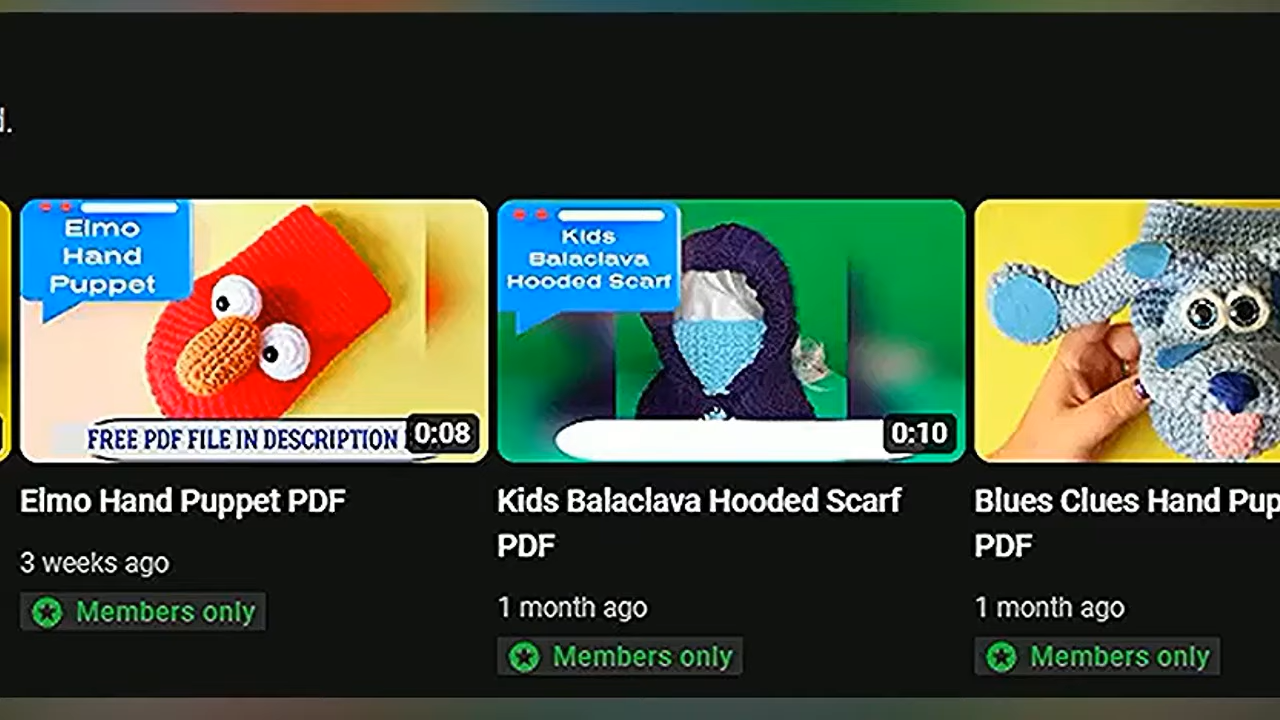 d.
Elmo
Hand
Puppet
FREE PDF FILE IN DESCRIPTION
0:08
Elmo Hand Puppet PDF
3 weeks ago
Members only
Kids
Balaclava
Hooded Scarf
0:10
Kids Balaclava Hooded Scarf
PDF
1 month ago
Members only
Blues Clues Hand Pup
PDF
1 month ago
Members only